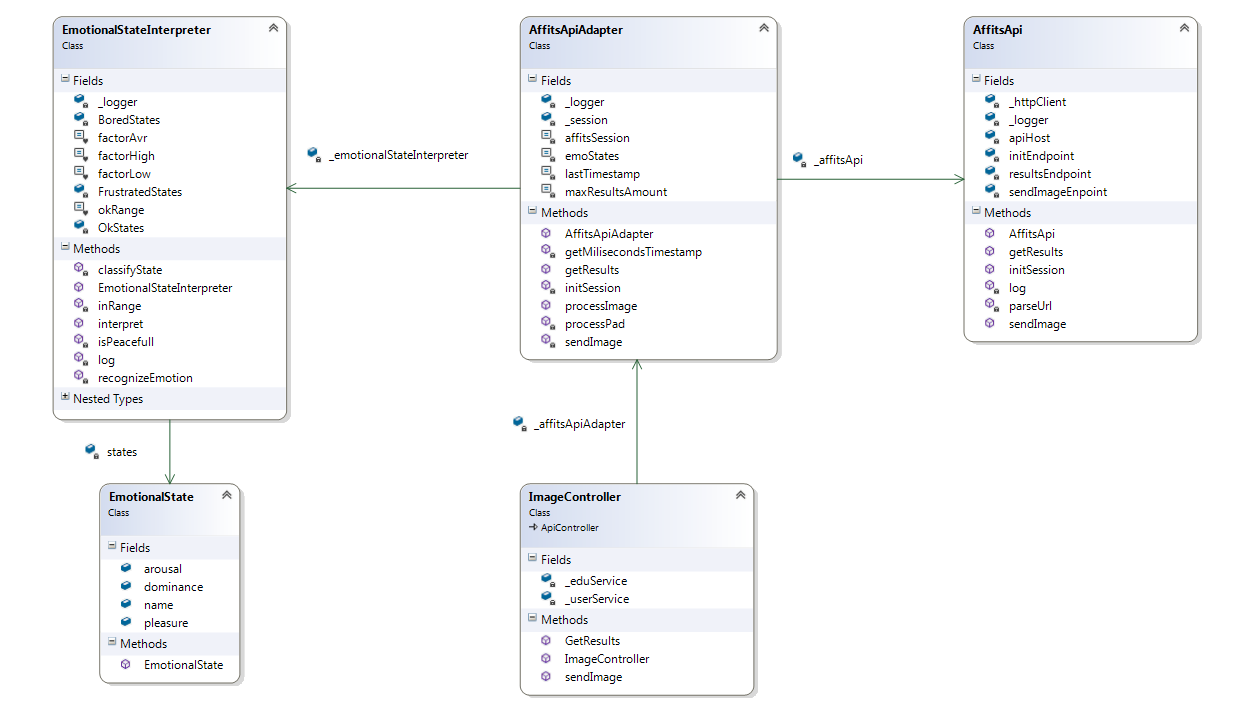 EmotionalStateInterpreter
Class
Fields
_logger
BoredStates
factorAvr
factorHigh
factorLow
FrustratedStates
okRange
OkStates
Methods
classifyState
EmotionalStateInterpreter
inRange
interpret
isPeacefull
log
recognizeEmotion
Nested Types
_emotionalStateInterpreter
AffitsApiAdapter
Class
Fields
_logger
_session
affitsSession
emoStates
lastTimestamp
maxResultsAmount
Methods
AffitsApiAdapter
getMilisecondsTimestamp
getResults
initSession
processImage
processPad
sendImage
_affitsApi
AffitsApi
Class
Fields
_httpClient
_logger
apiHost
initEndpoint
resultsEndpoint
sendImageEnpoint
Methods
AffitsApi
getResults
initSession
log
parseUrl
sendImage
states
EmotionalState
Class
Fields
arousal
dominance
name
pleasure
Methods
EmotionalState
_affitsApiAdapter
ImageController
Class
ApiController
Fields
_eduService
_userService
Methods
GetResults
ImageController
sendImage